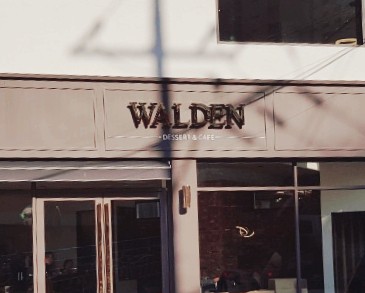 WALDEN
- DESSERT & CAFE -